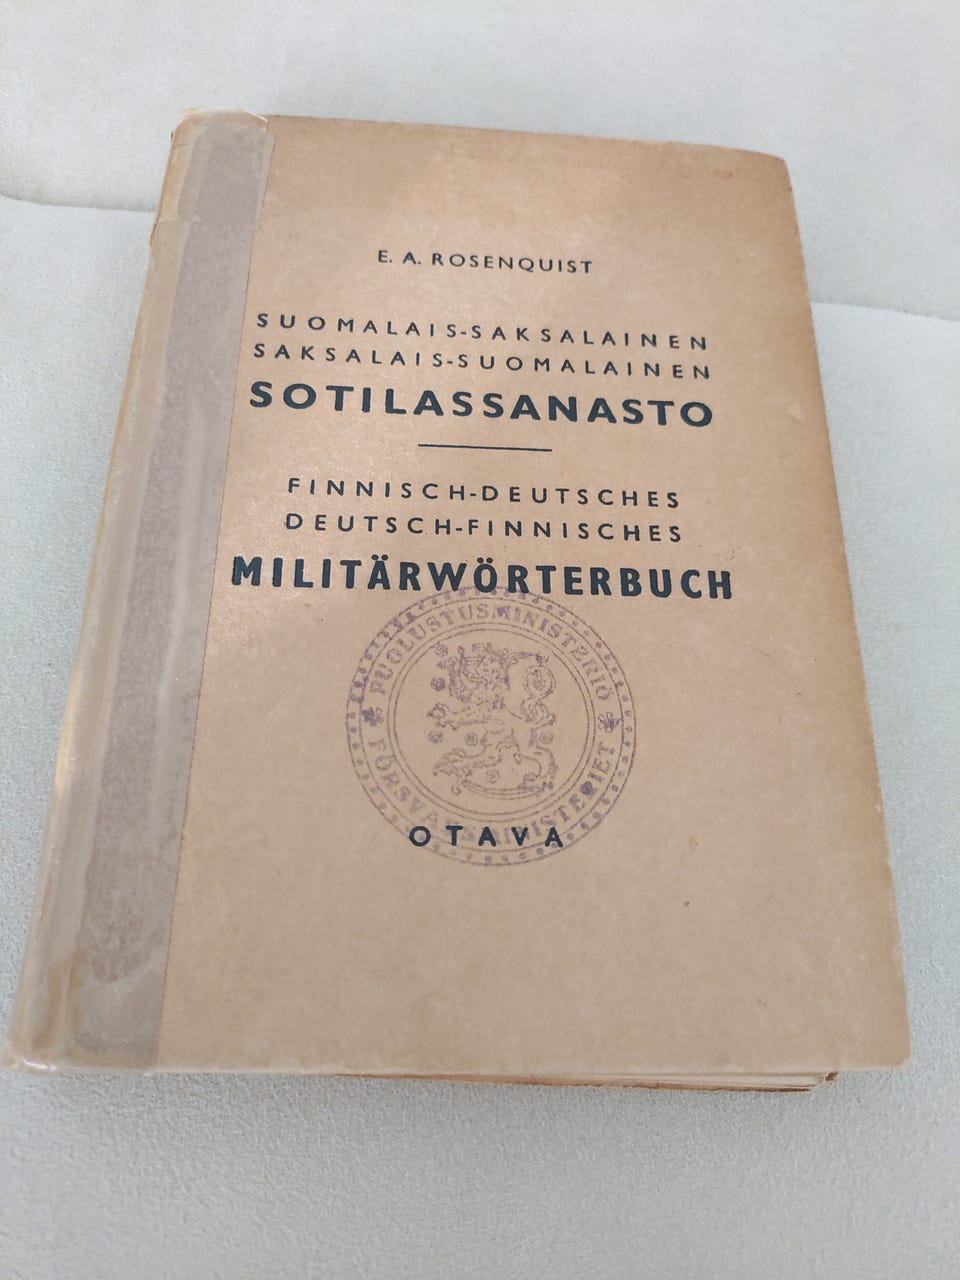 E. A. ROSENQUIST
SUOMALAIS-SAKSALAINEN
SAKSALAIS-SUOMALAINEN
SOTILASSANASTO
FINNISCH-DEUTSCHES
DEUTSCH-FINNISCHES
MILITÄRWÖRTERBUCH
PUOLUSTUSMINISTERIÖ
FÖRSVARSMINISTERIET
OTAVA